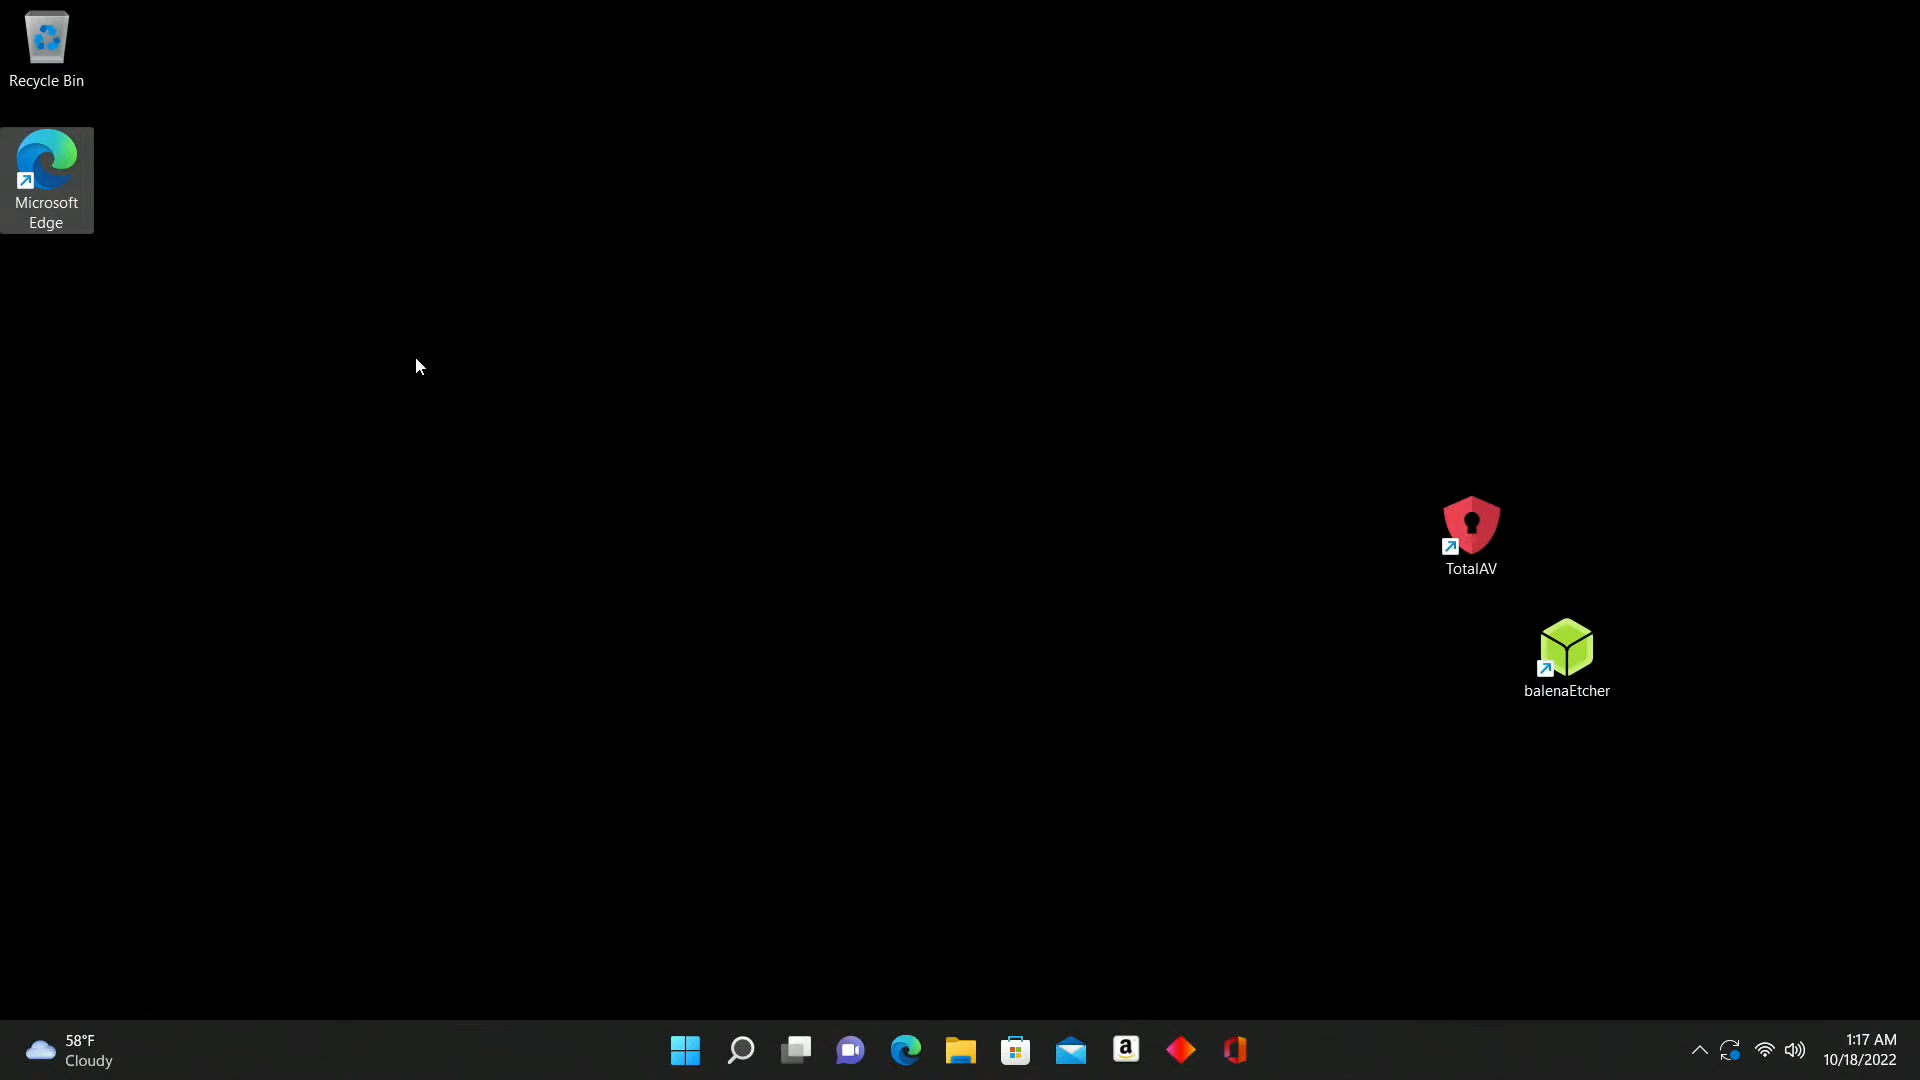 Recycle Bin
Microsoft
Edge
TotalAV
balenaEtcher
58°F
Cloudy
a
1:17 AM
10/18/2022